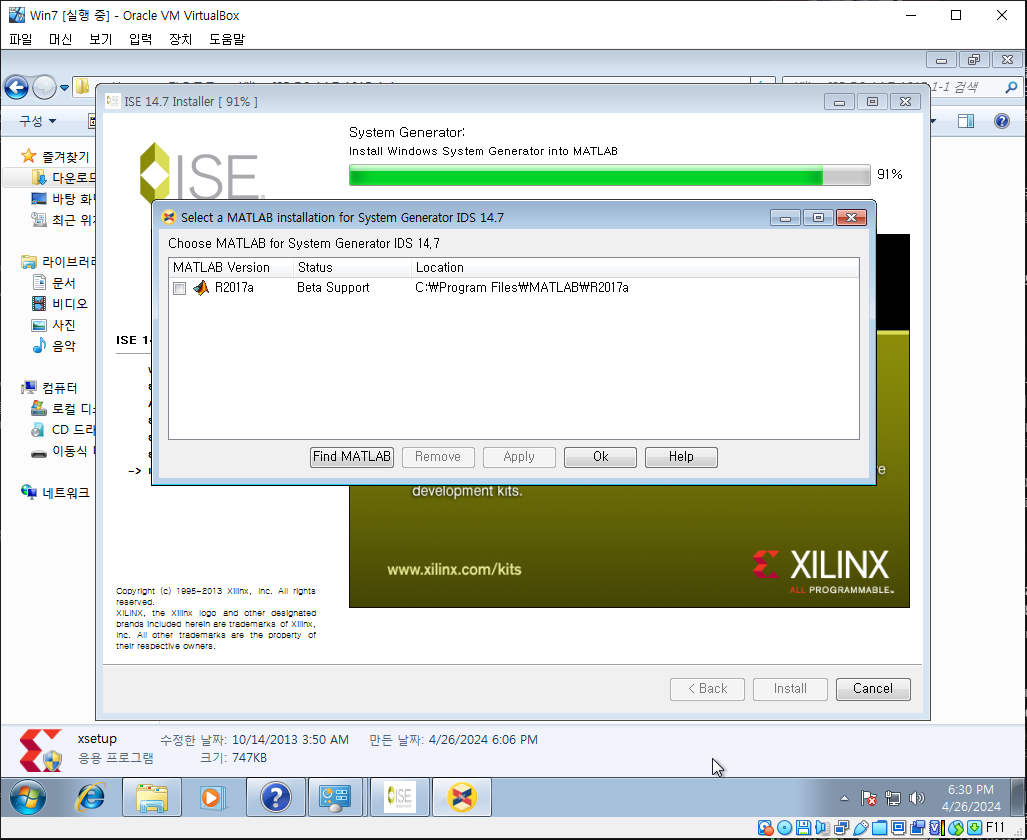 Win7 [실행 중] - Oracle VM VirtualBox
파일 머신 보기 입력 장치 도움말
1-1 검색
구성
ISE 14.7 Installer [ 91% ]
즐겨찾기
다운로드
바탕 화면
최근 위치
라이브러리
문서
비디오
사진
음악
컴퓨터
로컬 디스
CD 드라
이동식
네트워크
ISE
System Generator:
Install Windows System Generator into MATLAB
91%
Select a MATLAB installation for System Generator IDS 14.7
Choose MATLAB for System Generator IDS 14.7
MATLAB Version Status Location
R2017a Beta Support C:₩Program Files₩MATLAB₩R2017a
Find MATLAB Remove Apply Ok Help
ISE 14
->
development kits.
www.xilinx.com/kits
XILINX
ALL PROGRAMMABLE.
Copyright (c) 1995-2013 Xilinx, Inc. All rights
reserved.
XILINX, the Xilinx logo and other designated
brands included herein are trademarks of Xilinx,
Inc. All other trademarks are the property of
their respective owners.
< Back Install Cancel
xsetup 수정한 날짜: 10/14/2013 3:50 AM 만든 날짜: 4/26/2024 6:06 PM
응용 프로그램 크기: 747KB
ISE
6:30 PM
4/26/2024
F11